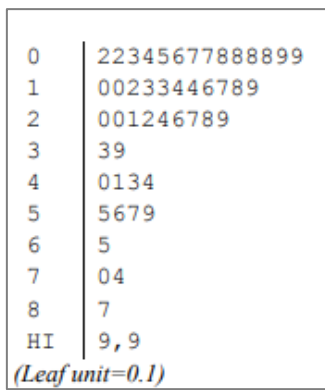 0 | 22345677888899
1 | 00233446789
2 | 001246789
3 | 39
4 | 0134
5 | 5679
6 | 5
7 | 04
8 | 7
HI | 9,9
(Leaf unit=0.1)